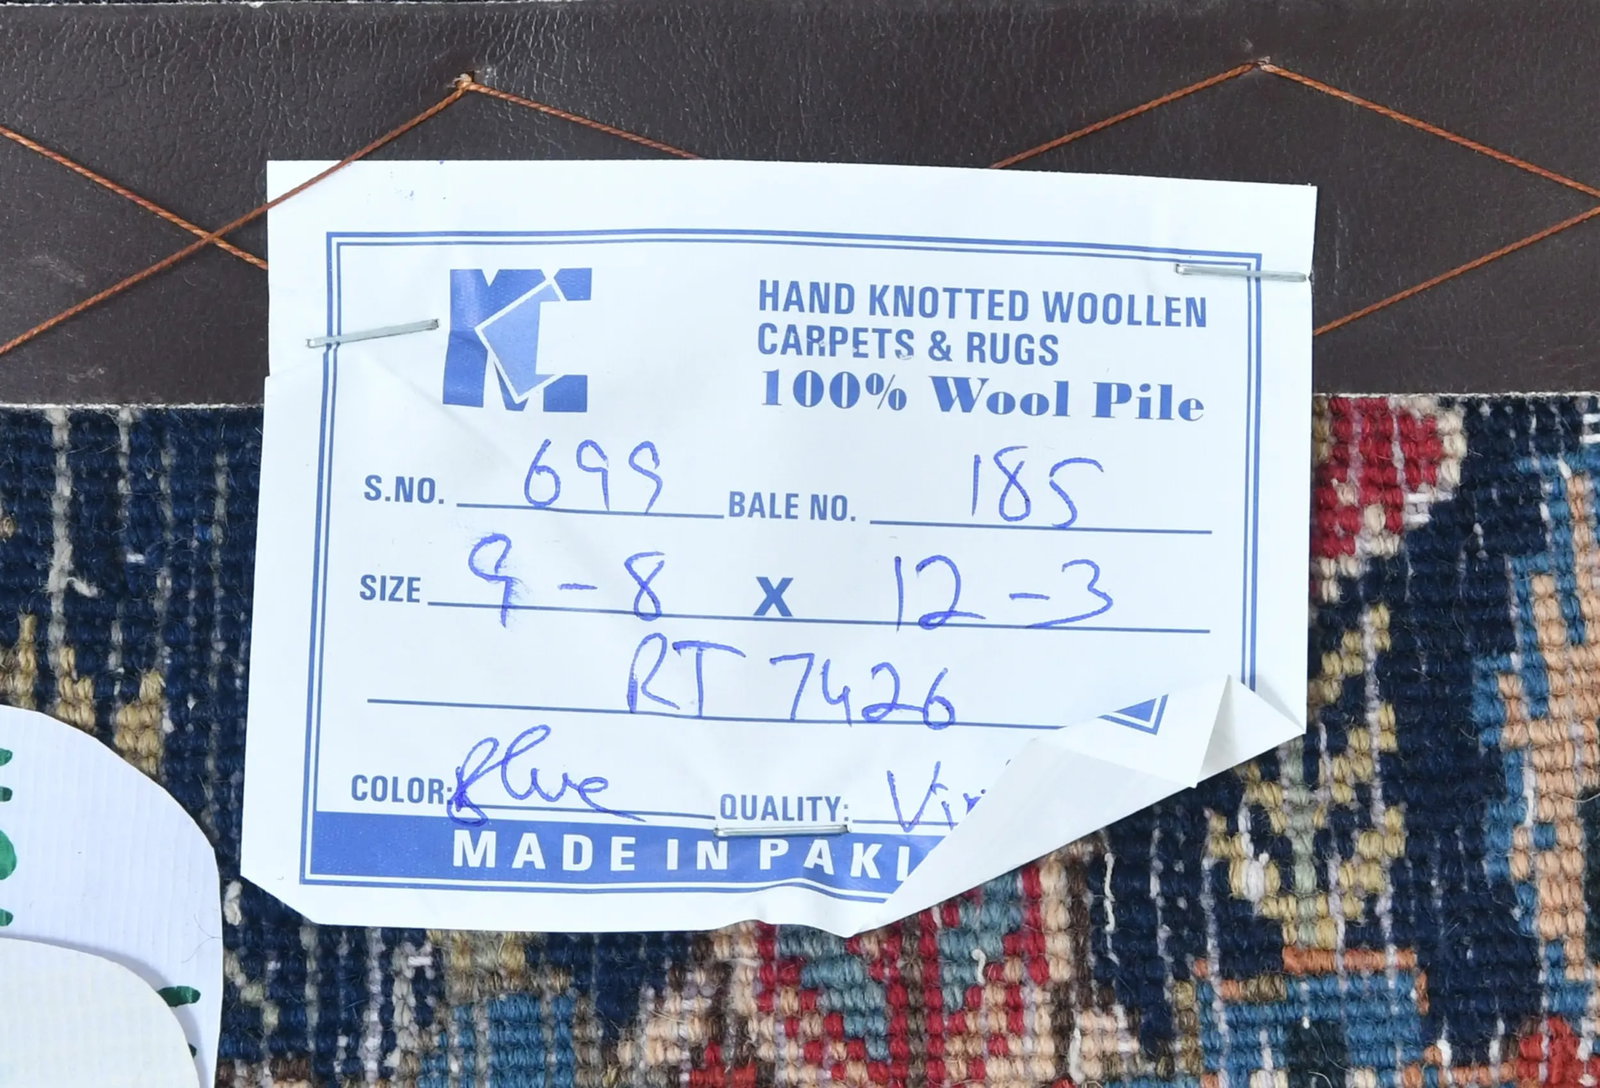 HAND KNOTTED WOOLLEN
CARPETS & RUGS
100% Wool Pile
S.NO. 699 BALE NO. 185
SIZE 9-8 X 12-3
RT 7426
COLOR: Blue QUALITY:
MADE IN